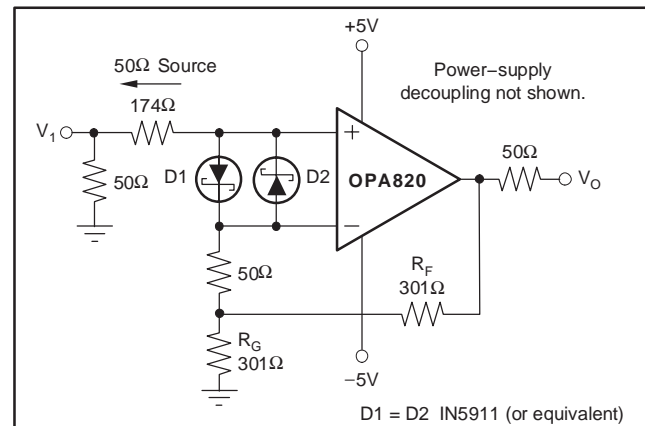 +5V
50Ω Source
Power–supply
decoupling not shown.
174Ω
V1
50Ω
D1
D2
+
−
OPA820
50Ω
VO
50Ω
RF
301Ω
RG
301Ω
−5V
D1 = D2 IN5911 (or equivalent)